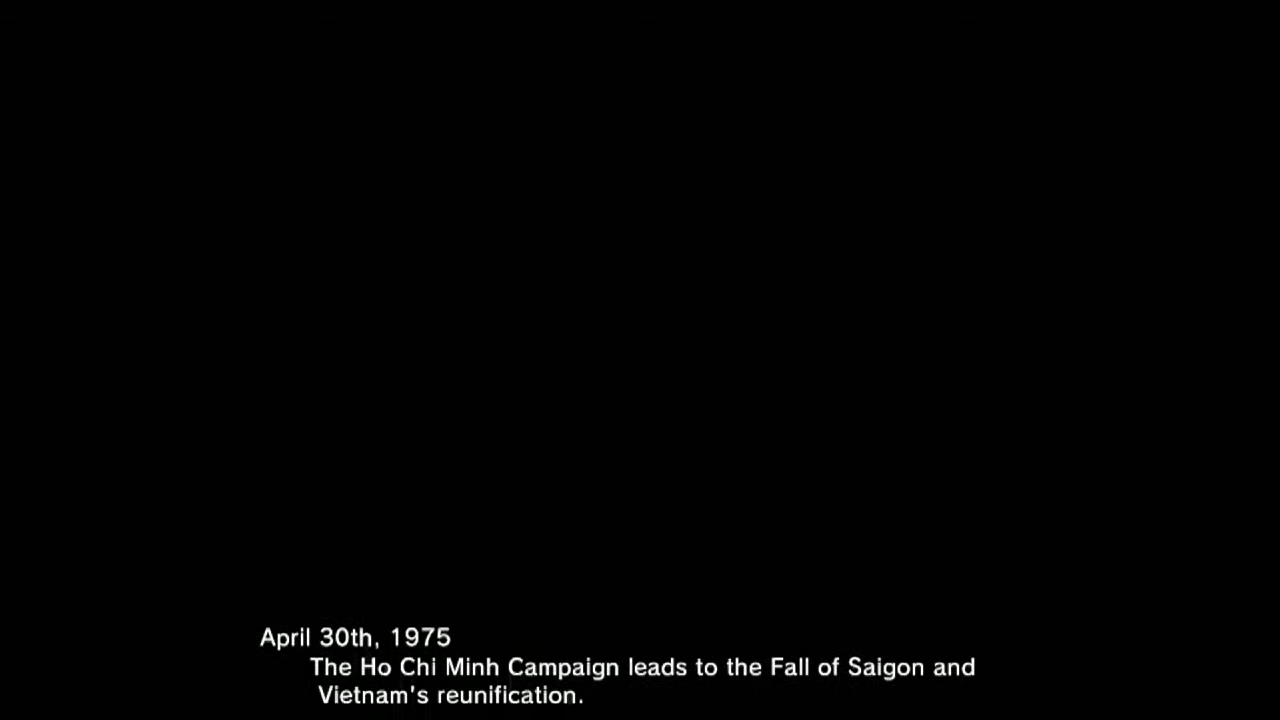 April 30th, 1975
The Ho Chi Minh Campaign leads to the Fall of Saigon and
Vietnam's reunification.